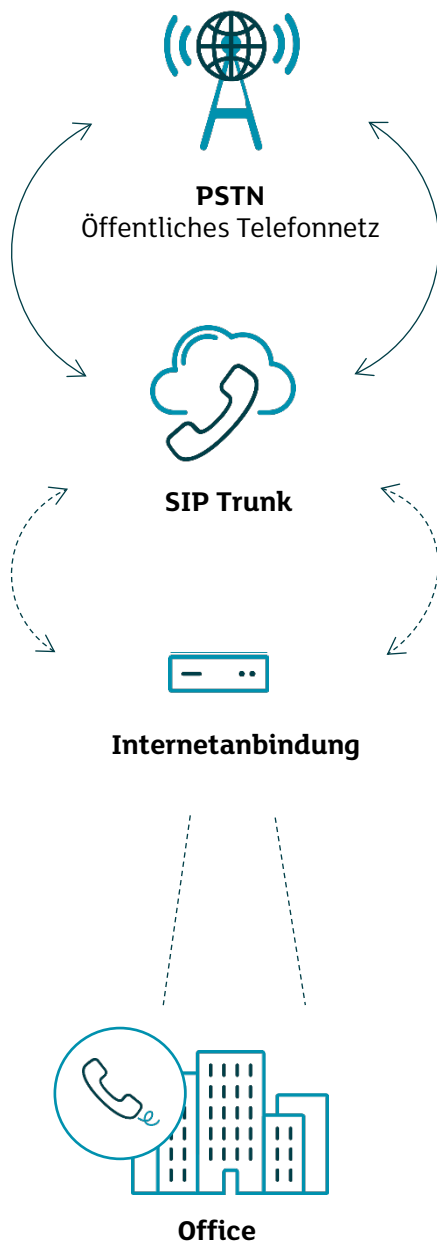 PSTN
Öffentliches Telefonnetz
SIP Trunk
Internetanbindung
Office